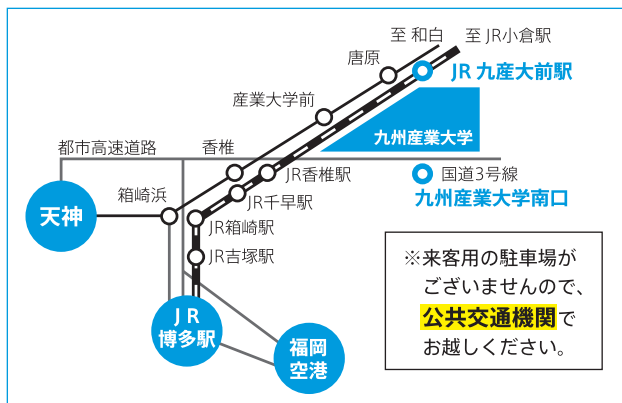 至 和白
至 JR小倉駅
唐原
JR 九産大前駅
産業大学前
九州産業大学
都市高速道路
香椎
JR香椎駅
国道3号線
九州産業大学南口
箱崎浜
JR千早駅
天神
JR箱崎駅
JR吉塚駅
JR
博多駅
福岡
空港
※来客用の駐車場が
ございませんので、
公共交通機関で
お越しください。